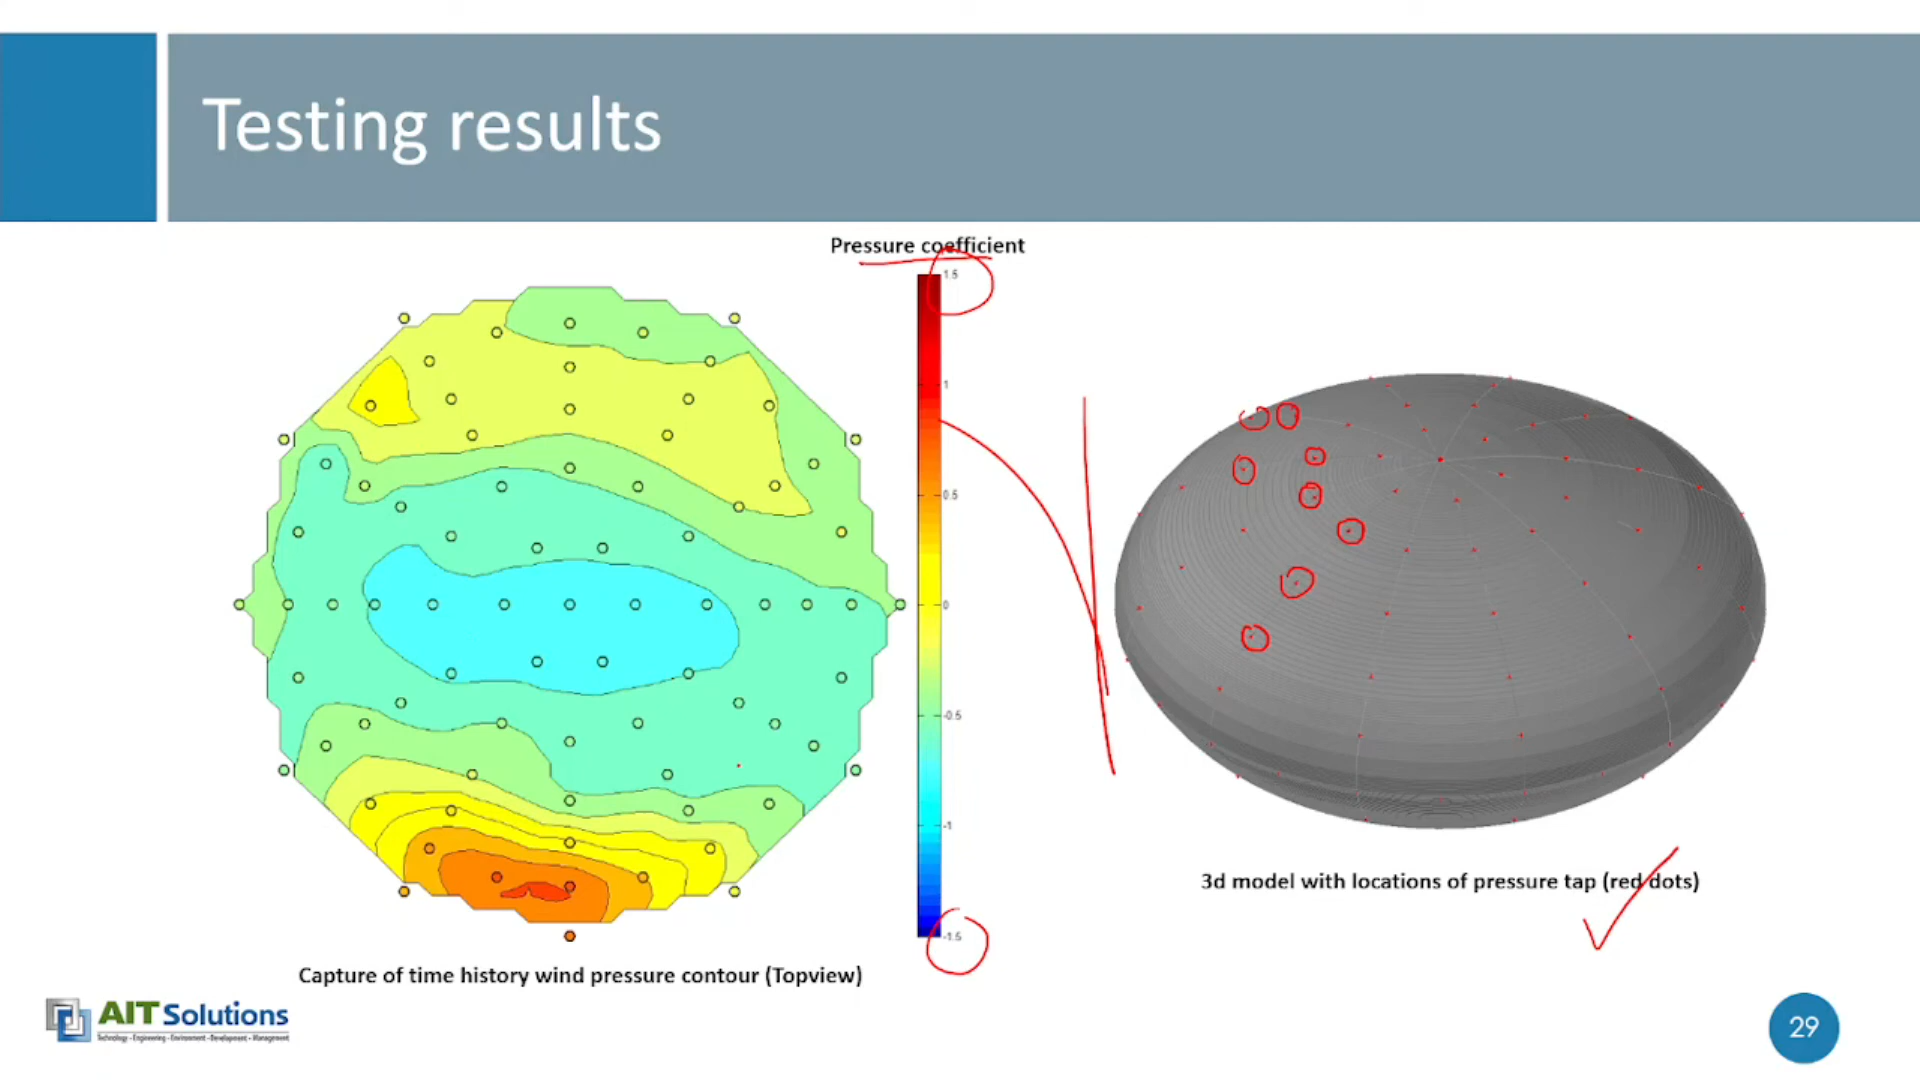 Testing results
Pressure coefficient
1.5
1
0.5
0
-0.5
-1
-1.5
3d model with locations of pressure tap (red dots)
Capture of time history wind pressure contour (Topview)
AIT Solutions
Technology - Engineering - Environment - Development - Management
29